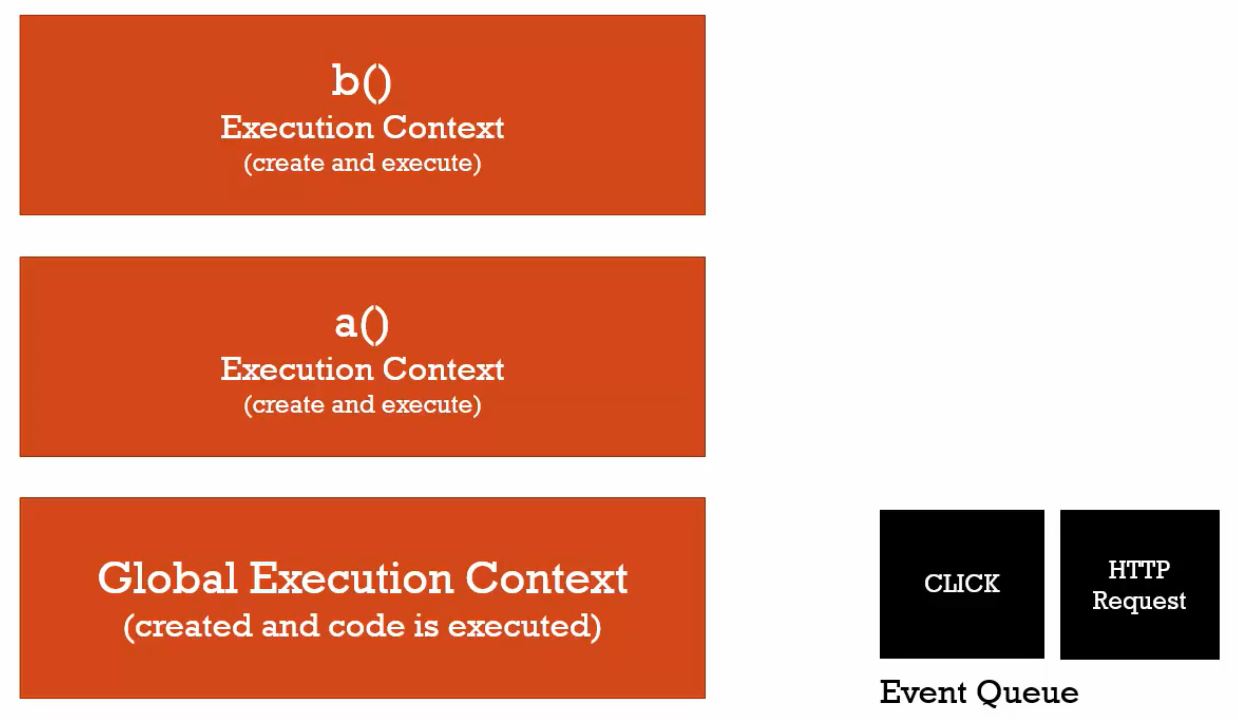 b()
Execution Context
(create and execute)
a()
Execution Context
(create and execute)
Global Execution Context
(created and code is executed)
CLICK
HTTP
Request
Event Queue